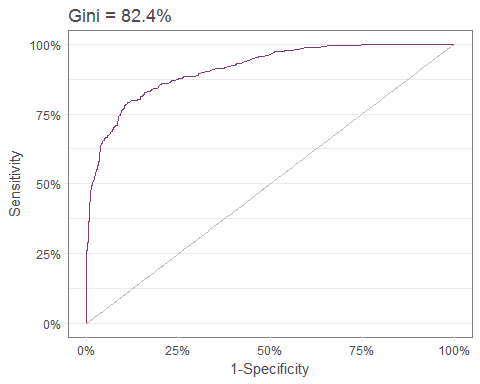 Gini = 82.4%
100%
75%
50%
25%
0%
Sensitivity
0% 25% 50% 75% 100%
1-Specificity